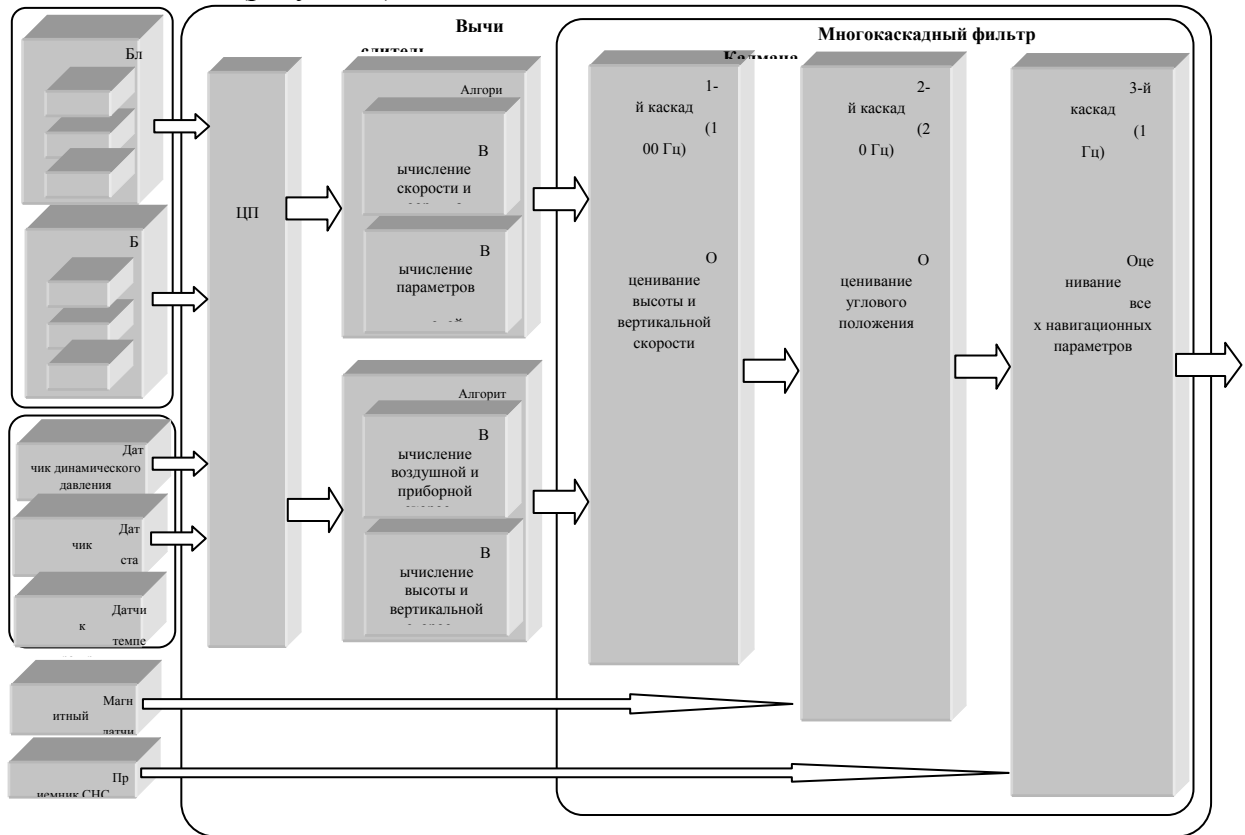 Вычи
слитель
Многокаскадный фильтр
Калмана
Бл
Б
Дат
чик динамического
давления
Дат
чик
ста
Датчи
к
темпе
Магн
итный
датчи
Пр
иемник СНС
ЦП
Алгори
В
ычисление
скорости и
В
ычисление
параметров
Алгорит
В
ычисление
воздушной и
приборной
В
ычисление
высоты и
вертикальной
1-
й каскад
(1
00 Гц)
О
ценивание
высоты и
вертикальной
скорости
2-
й каскад
(2
0 Гц)
О
ценивание
углового
положения
3-й
каскад
(1
Гц)
Оце
нивание
все
х навигационных
параметров